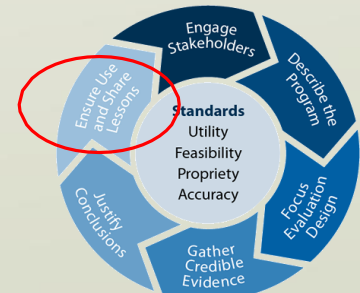 Engage
Stakeholders
Describe the
Program
Focus
Evaluation
Design
Gather
Credible
Evidence
Justify
Conclusions
Ensure Use
and Share
Lessons
Standards
Utility
Feasibility
Propriety
Accuracy